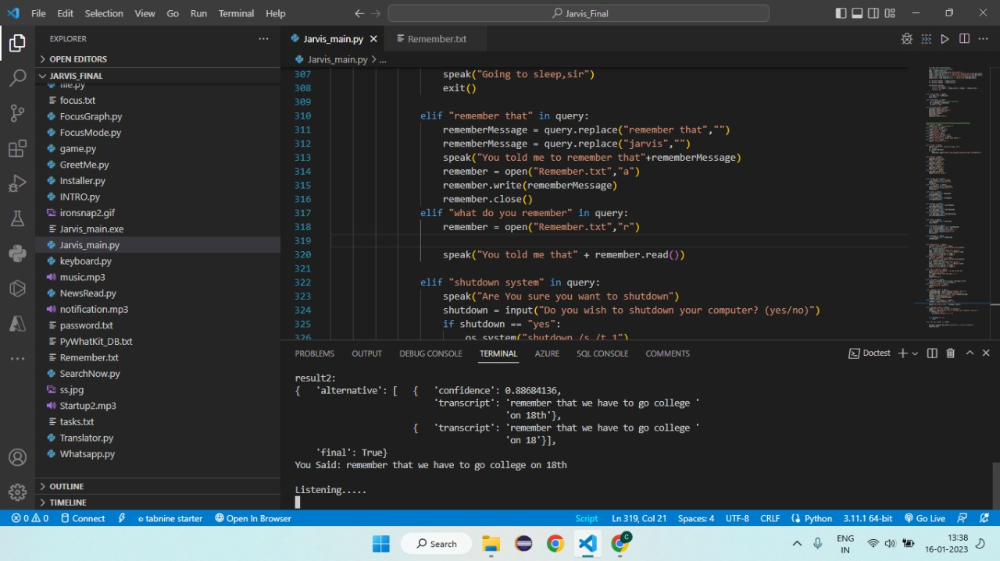 File Edit Selection View Go Run Terminal Help
Jarvis_Final
EXPLORER
OPEN EDITORS
JARVIS_FINAL
file.py
focus.txt
FocusGraph.py
FocusMode.py
game.py
GreetMe.py
Installer.py
INTRO.py
ironsnap2.gif
Jarvis_main.exe
Jarvis_main.py
keyboard.py
music.mp3
NewsRead.py
notification.mp3
password.txt
PyWhatKit_DB.txt
Remember.txt
SearchNow.py
ss.jpg
Startup2.mp3
tasks.txt
Translator.py
Whatsapp.py
OUTLINE
TIMELINE
Jarvis_main.py Remember.txt
Jarvis_main.py > ...
307 speak("Going to sleep,sir")
308 exit()
309
310 elif "remember that" in query:
311 rememberMessage = query.replace("remember that","")
312 rememberMessage = query.replace("jarvis","")
313 speak("You told me to remember that"+rememberMessage)
314 remember = open("Remember.txt","a")
315 remember.write(rememberMessage)
316 remember.close()
317 elif "what do you remember" in query:
318 remember = open("Remember.txt","r")
319
320 speak("You told me that" + remember.read())
321
322 elif "shutdown system" in query:
323 speak("Are You sure you want to shutdown")
324 shutdown = input("Do you wish to shutdown your computer? (yes/no)")
325 if shutdown == "yes":
326 os.system("shutdown /s /t 1")
PROBLEMS OUTPUT DEBUG CONSOLE TERMINAL AZURE SQL CONSOLE COMMENTS
Doctest
result2:
{ 'alternative': [ { 'confidence': 0.88684136,
'transcript': 'remember that we have to go college '
'on 18th'},
{ 'transcript': 'remember that we have to go college '
'on 18'}],
'final': True}
You Said: remember that we have to go college on 18th
Listening.....
0 0 Connect tabnine starter Open In Browser Script Ln 319, Col 21 Spaces: 4 UTF-8 CRLF Python 3.11.1 64-bit Go Live
Search
C
ENG
IN
13:38
16-01-2023